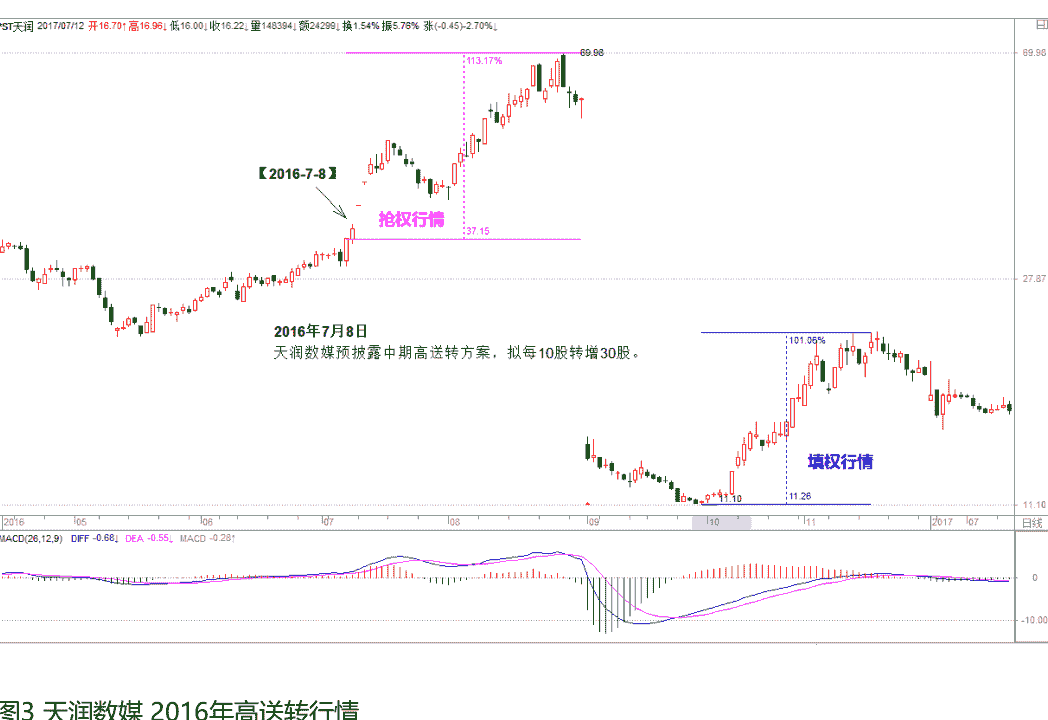 *ST天润 2017/07/12 开16.70↑ 高16.96↓ 低16.00↓ 收16.22↓ 量148394↓ 额24299↓ 换1.54% 振5.76% 涨(-0.45)-2.70%↓
69.98 69.98
113.17%
【2016-7-8】
抢权行情
37.15
27.87
2016年7月8日
天润数媒预披露中期高送转方案，拟每10股转增30股。
101.06%
填权行情
11.10 11.26
11.10
2016 05 06 07 08 09 10 11 2017 07 日线
MACD(26,12,9) DIFF -0.68↓ DEA -0.55↓ MACD -0.28↑
0
-10.00
图3 天润数媒 2016年高送转行情